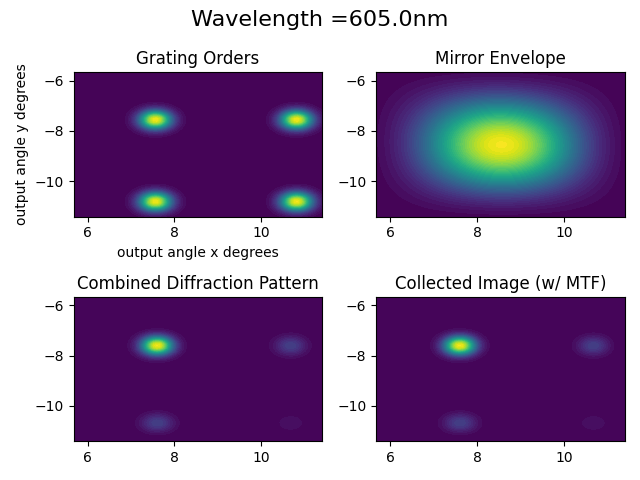 Wavelength =605.0nm
Grating Orders
Mirror Envelope
output angle y degrees
−6
−8
−10
6 8 10
output angle x degrees
−6
−8
−10
6 8 10
Combined Diffraction Pattern
Collected Image (w/ MTF)
−6
−8
−10
6 8 10
−6
−8
−10
6 8 10